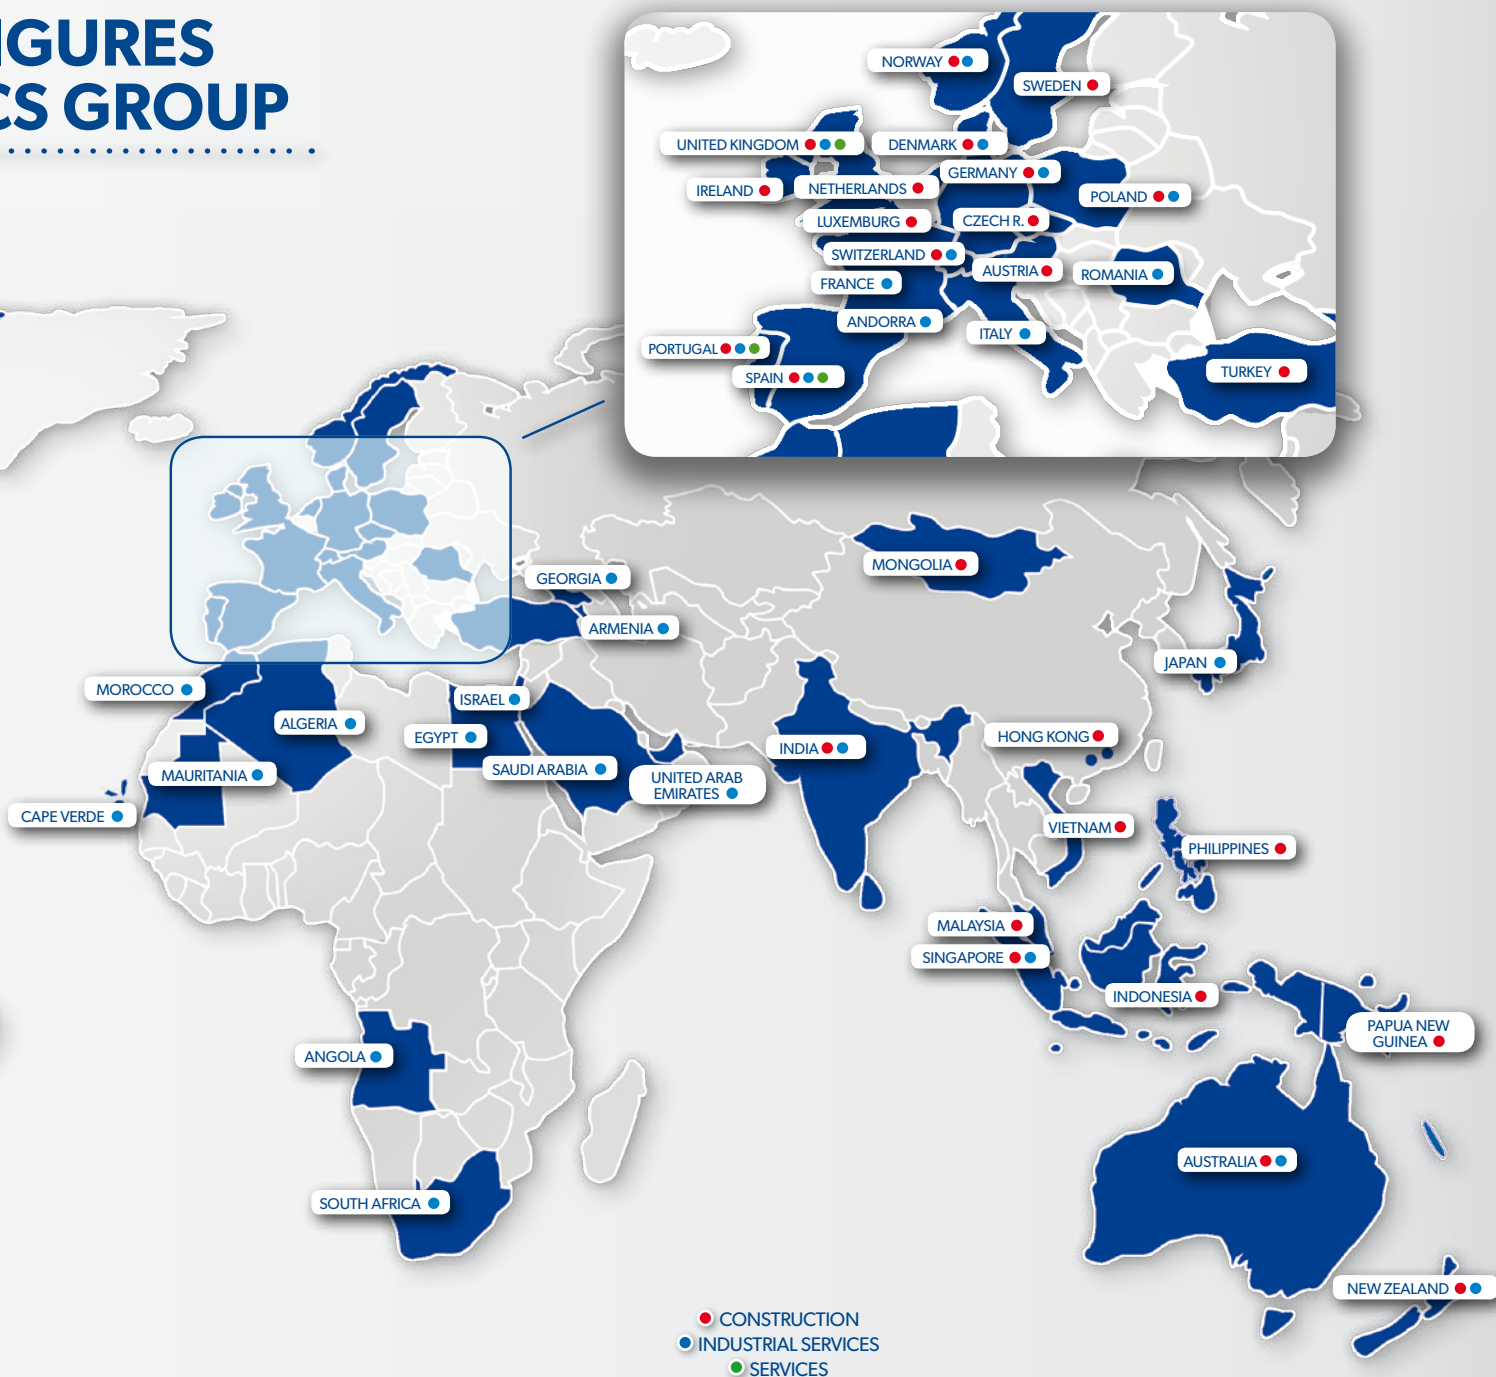 IGURES
CS GROUP
NORWAY
SWEDEN
UNITED KINGDOM
DENMARK
GERMANY
IRELAND
NETHERLANDS
POLAND
LUXEMBURG
CZECH R.
SWITZERLAND
AUSTRIA
ROMANIA
FRANCE
ANDORRA
ITALY
PORTUGAL
SPAIN
TURKEY
MONGOLIA
GEORGIA
ARMENIA
JAPAN
MOROCCO
ISRAEL
ALGERIA
EGYPT
HONG KONG
INDIA
MAURITANIA
SAUDI ARABIA
UNITED ARAB
EMIRATES
CAPE VERDE
VIETNAM
PHILIPPINES
MALAYSIA
SINGAPORE
INDONESIA
PAPUA NEW
GUINEA
ANGOLA
AUSTRALIA
SOUTH AFRICA
NEW ZEALAND
CONSTRUCTION
INDUSTRIAL SERVICES
SERVICES